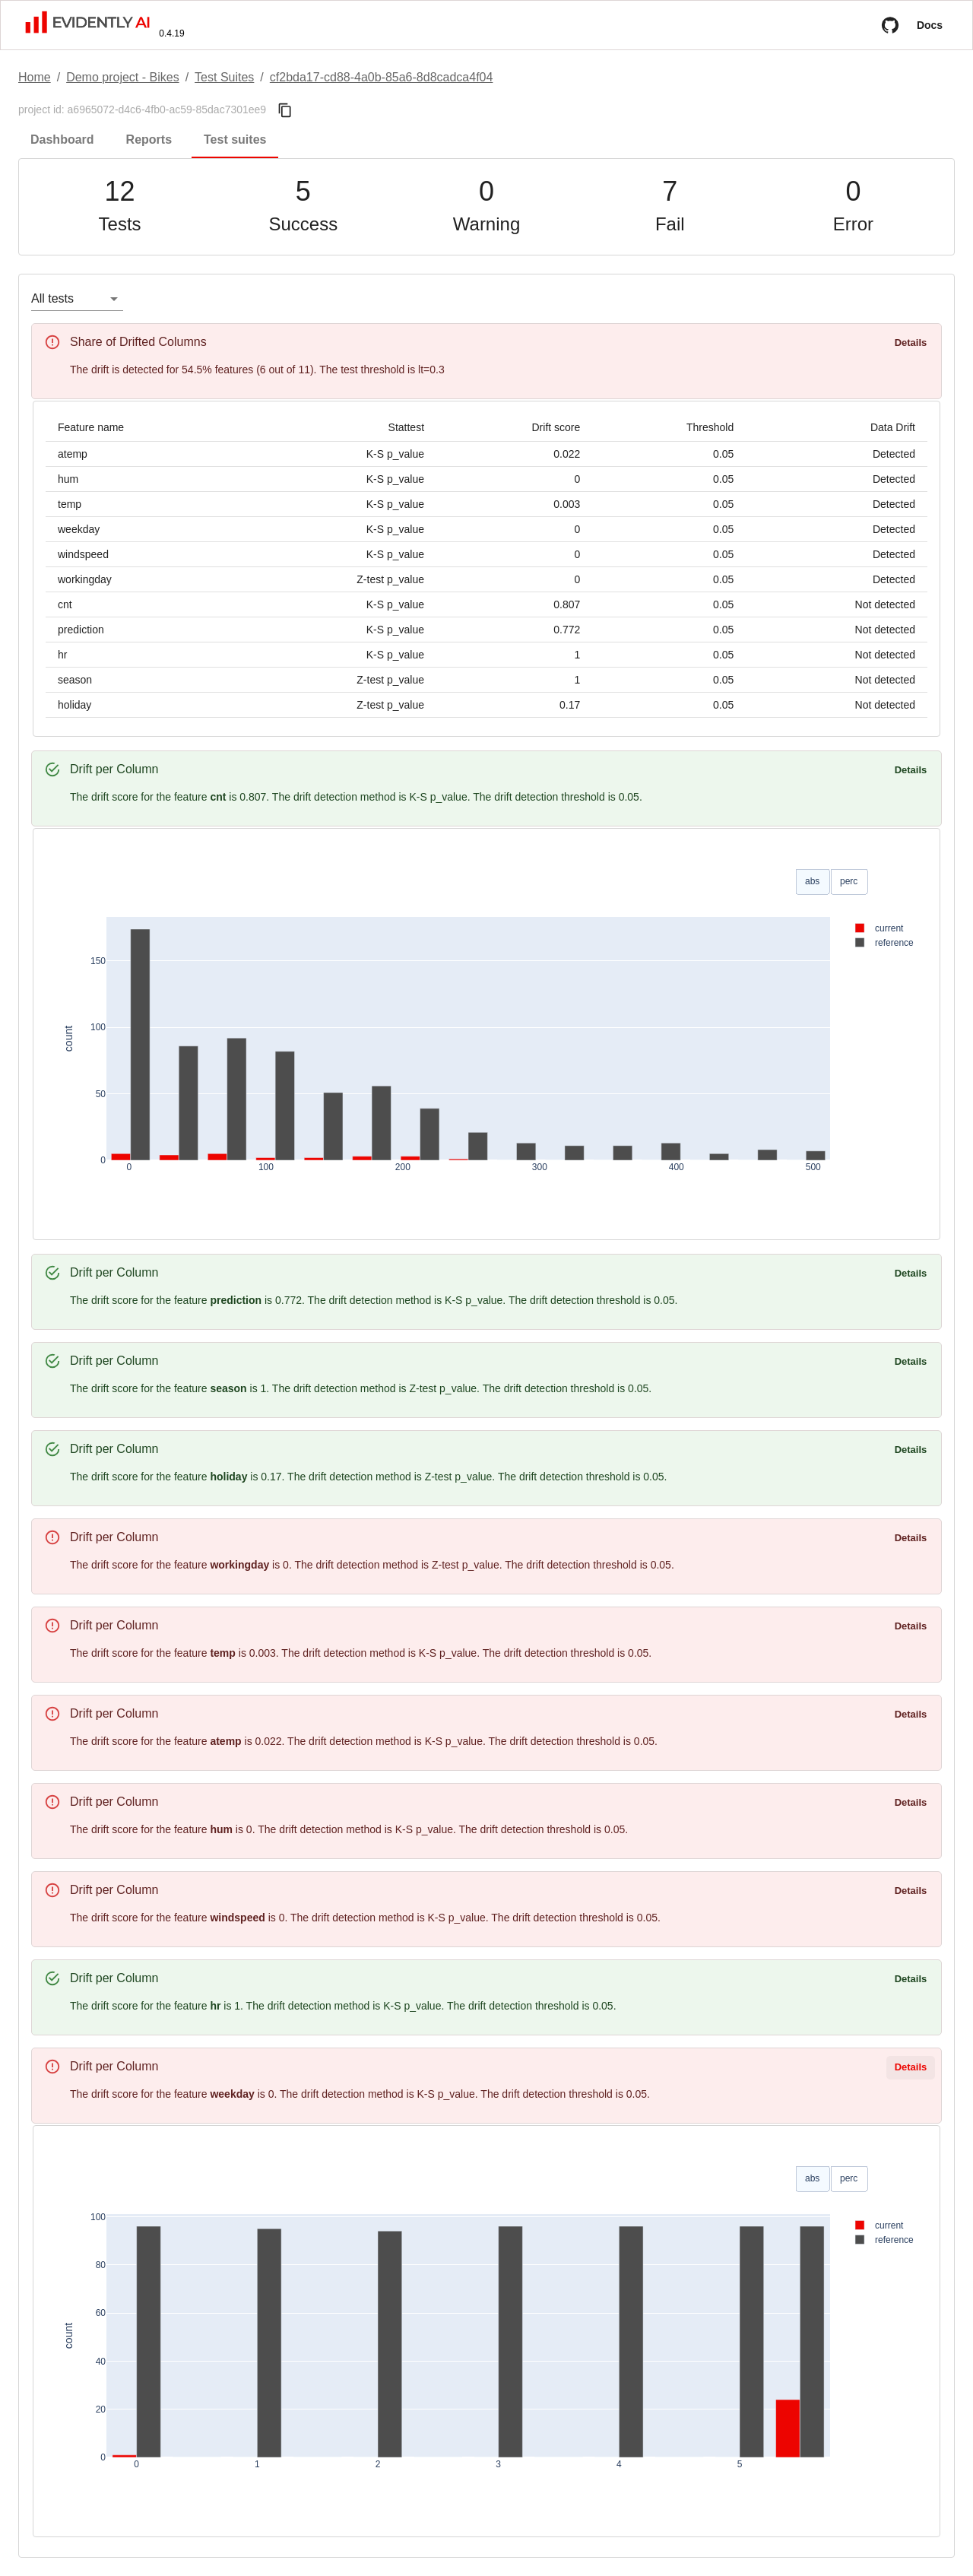 EVIDENTLY AI 0.4.19 Docs
Home / Demo project - Bikes / Test Suites / cf2bda17-cd88-4a0b-85a6-8d8cadca4f04
project id: a6965072-d4c6-4fb0-ac59-85dac7301ee9
Dashboard Reports Test suites
12 5 0 7 0
Tests Success Warning Fail Error
All tests
Share of Drifted Columns Details
The drift is detected for 54.5% features (6 out of 11). The test threshold is lt=0.3
Feature name Stattest Drift score Threshold Data Drift
atemp K-S p_value 0.022 0.05 Detected
hum K-S p_value 0 0.05 Detected
temp K-S p_value 0.003 0.05 Detected
weekday K-S p_value 0 0.05 Detected
windspeed K-S p_value 0 0.05 Detected
workingday Z-test p_value 0 0.05 Detected
cnt K-S p_value 0.807 0.05 Not detected
prediction K-S p_value 0.772 0.05 Not detected
hr K-S p_value 1 0.05 Not detected
season Z-test p_value 1 0.05 Not detected
holiday Z-test p_value 0.17 0.05 Not detected
Drift per Column Details
The drift score for the feature cnt is 0.807. The drift detection method is K-S p_value. The drift detection threshold is 0.05.
abs perc
current
reference
150
100
50
0
count
0 100 200 300 400 500
Drift per Column Details
The drift score for the feature prediction is 0.772. The drift detection method is K-S p_value. The drift detection threshold is 0.05.
Drift per Column Details
The drift score for the feature season is 1. The drift detection method is Z-test p_value. The drift detection threshold is 0.05.
Drift per Column Details
The drift score for the feature holiday is 0.17. The drift detection method is Z-test p_value. The drift detection threshold is 0.05.
Drift per Column Details
The drift score for the feature workingday is 0. The drift detection method is Z-test p_value. The drift detection threshold is 0.05.
Drift per Column Details
The drift score for the feature temp is 0.003. The drift detection method is K-S p_value. The drift detection threshold is 0.05.
Drift per Column Details
The drift score for the feature atemp is 0.022. The drift detection method is K-S p_value. The drift detection threshold is 0.05.
Drift per Column Details
The drift score for the feature hum is 0. The drift detection method is K-S p_value. The drift detection threshold is 0.05.
Drift per Column Details
The drift score for the feature windspeed is 0. The drift detection method is K-S p_value. The drift detection threshold is 0.05.
Drift per Column Details
The drift score for the feature hr is 1. The drift detection method is K-S p_value. The drift detection threshold is 0.05.
Drift per Column Details
The drift score for the feature weekday is 0. The drift detection method is K-S p_value. The drift detection threshold is 0.05.
abs perc
current
reference
100
80
60
40
20
0
count
0 1 2 3 4 5